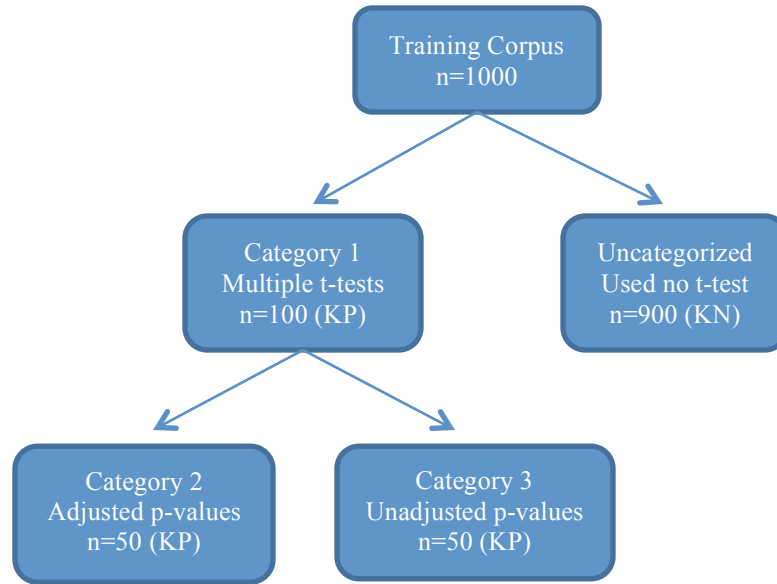 Training Corpus
n=1000
Category 1
Multiple t-tests
n=100 (KP)
Uncategorized
Used no t-test
n=900 (KN)
Category 2
Adjusted p-values
n=50 (KP)
Category 3
Unadjusted p-values
n=50 (KP)